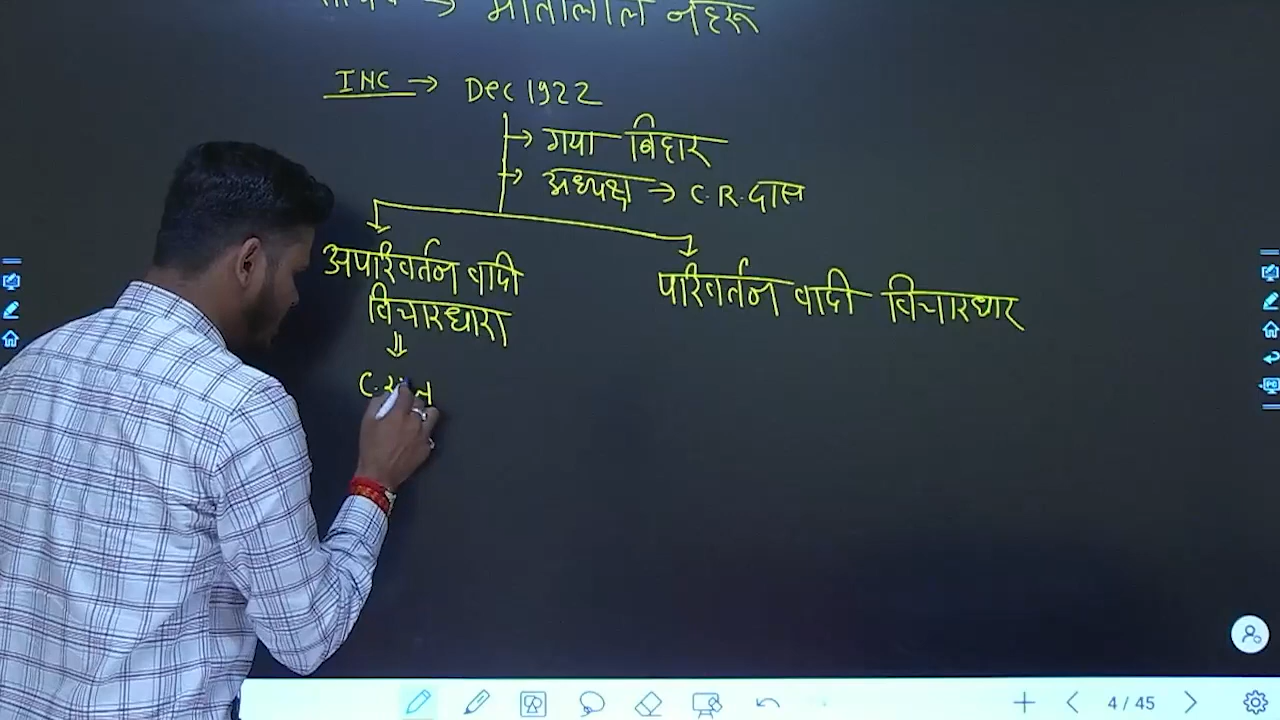 → मोतीलाल नेहरू
INC → Dec 1922
→ गया बिहार
→ अध्यक्ष → C.R.दास
अपरिवर्तन वादी
विचारधारा
परिवर्तन वादी विचारधार
4 / 45